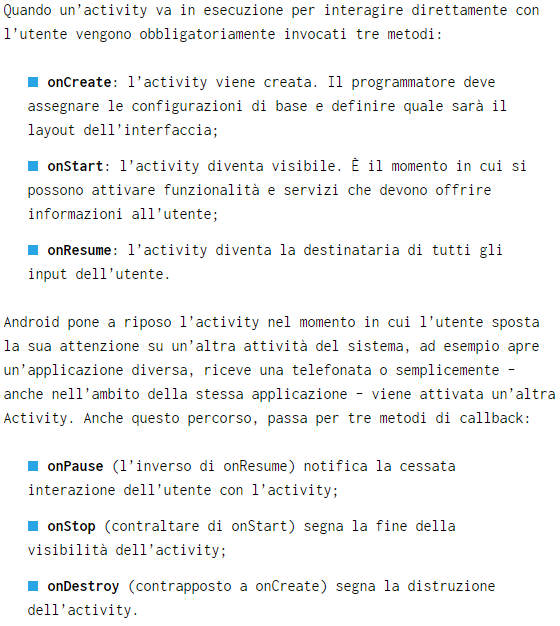 Quando un'activity va in esecuzione per interagire direttamente con
l'utente vengono obbligatoriamente invocati tre metodi:
onCreate: l'activity viene creata. Il programmatore deve
assegnare le configurazioni di base e definire quale sarà il
layout dell'interfaccia;
onStart: l'activity diventa visibile. È il momento in cui si
possono attivare funzionalità e servizi che devono offrire
informazioni all'utente;
onResume: l'activity diventa la destinataria di tutti gli
input dell'utente.
Android pone a riposo l'activity nel momento in cui l'utente sposta
la sua attenzione su un'altra attività del sistema, ad esempio apre
un'applicazione diversa, riceve una telefonata o semplicemente –
anche nell'ambito della stessa applicazione – viene attivata un'altra
Activity. Anche questo percorso, passa per tre metodi di callback:
onPause (l'inverso di onResume) notifica la cessata
interazione dell'utente con l'activity;
onStop (contraltare di onStart) segna la fine della
visibilità dell'activity;
onDestroy (contrapposto a onCreate) segna la distruzione
dell'activity.